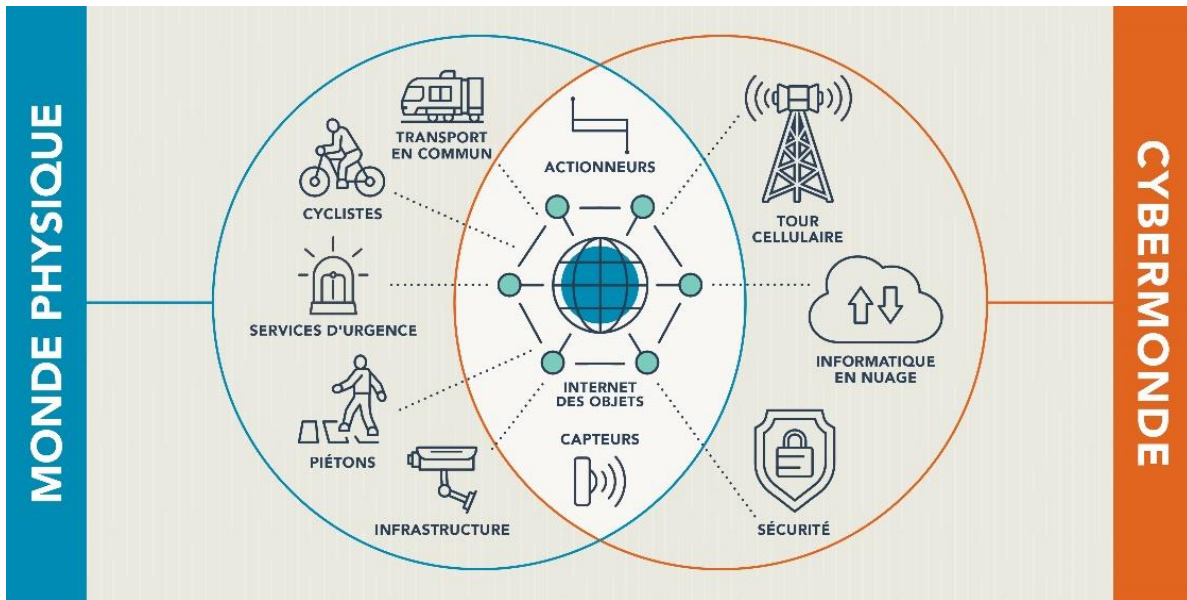 MONDE PHYSIQUE
TRANSPORT
EN COMMUN
CYCLISTES
SERVICES D'URGENCE
PIÉTONS
INFRASTRUCTURE
ACTIONNEURS
INTERNET
DES OBJETS
CAPTEURS
TOUR
CELLULAIRE
INFORMATIQUE
EN NUAGE
SÉCURITÉ
CYBERMONDE